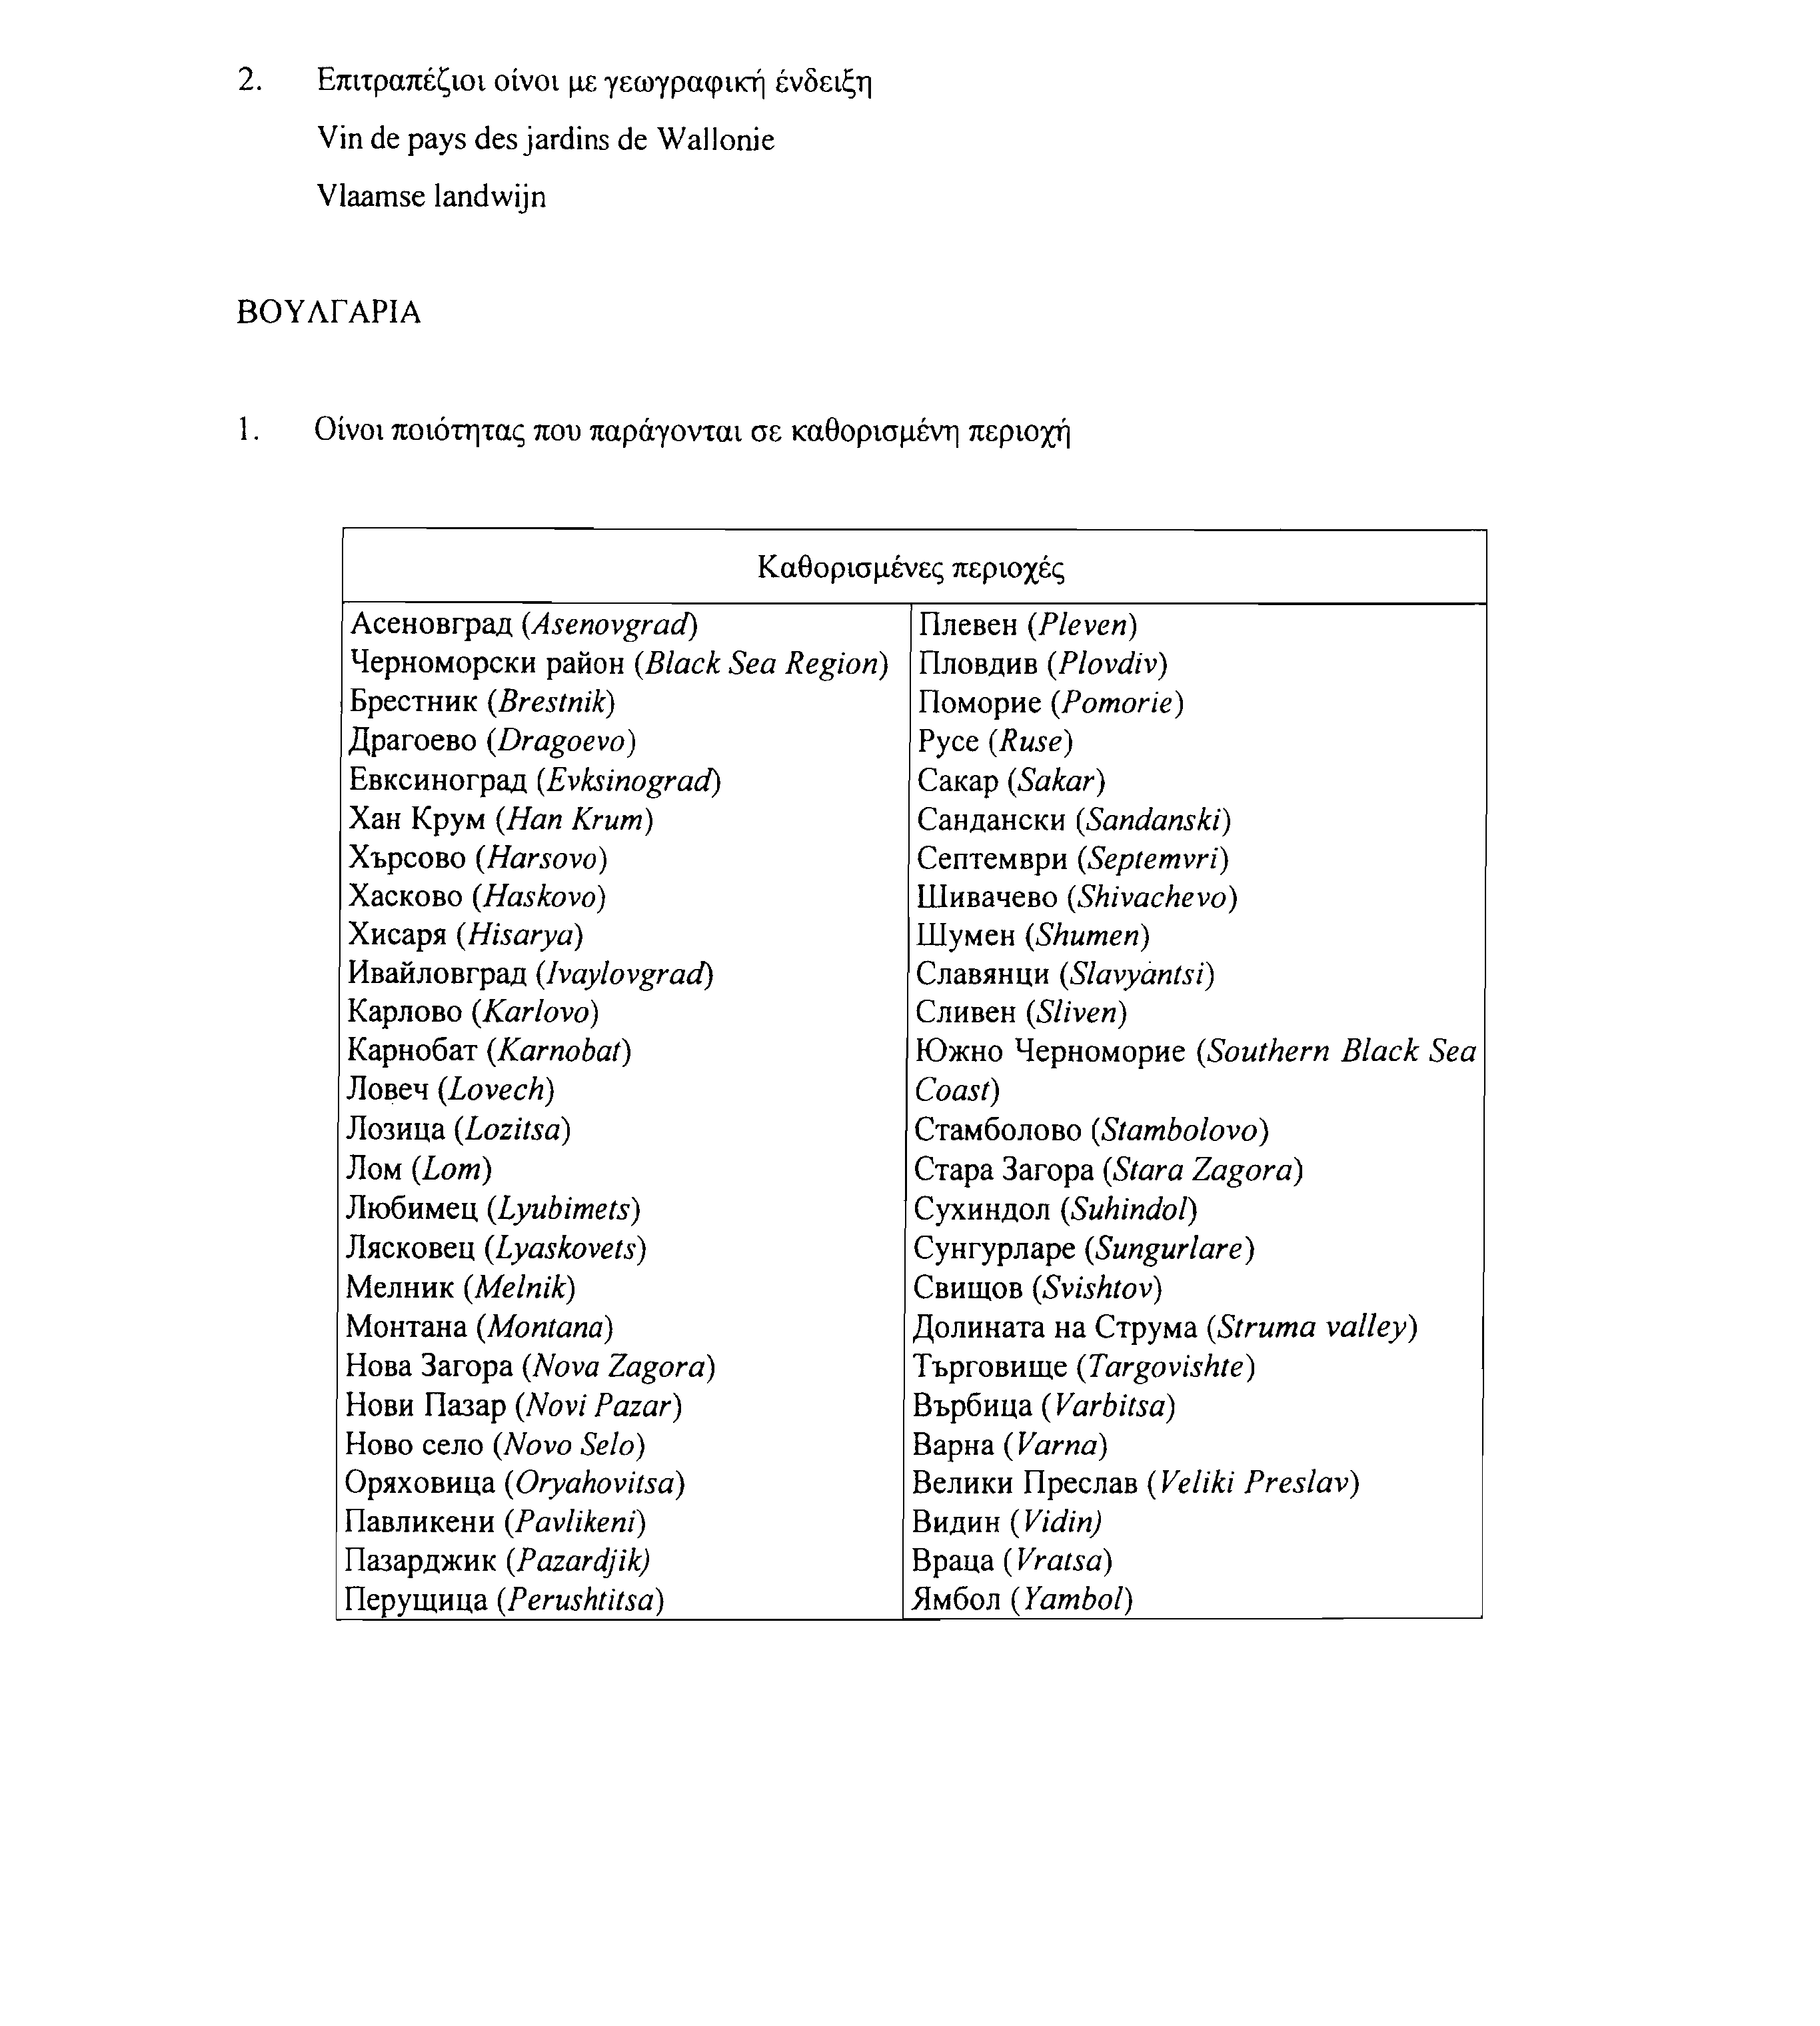 2. Επιτραπέζιοι οίνοι με γεωγραφική ένδειξη
Vin de pays des jardins de Wallonie
Vlaamse landwijn
ΒΟΥΛΓΑΡΙΑ
1. Οίνοι ποιότητας που παράγονται σε καθορισμένη περιοχή
Καθορισμένες περιοχές
Асеновград (Asenovgrad)
Черноморски район (Black Sea Region)
Брестник (Brestnik)
Драгоево (Dragoevo)
Евксиноград (Evksinograd)
Хан Крум (Han Krum)
Хърсово (Harsovo)
Хасково (Haskovo)
Хисаря (Hisarya)
Ивайловград (Ivaylovgrad)
Карлово (Karlovo)
Карнобат (Karnobat)
Ловеч (Lovech)
Лозица (Lozitsa)
Лом (Lom)
Любимец (Lyubimets)
Лясковец (Lyaskovets)
Мелник (Melnik)
Монтана (Montana)
Нова Загора (Nova Zagora)
Нови Пазар (Novi Pazar)
Ново село (Novo Selo)
Оряховица (Oryahovitsa)
Павликени (Pavlikeni)
Пазарджик (Pazardjik)
Перущица (Perushtitsa)
Плевен (Pleven)
Пловдив (Plovdiv)
Поморие (Pomorie)
Русе (Ruse)
Сакар (Sakar)
Сандански (Sandanski)
Септември (Septemvri)
Шивачево (Shivachevo)
Шумен (Shumen)
Славянци (Slavyantsi)
Сливен (Sliven)
Южно Черноморие (Southern Black Sea
Coast)
Стамболово (Stambolovo)
Стара Загора (Stara Zagora)
Сухиндол (Suhindol)
Сунгурларе (Sungurlare)
Свищов (Svishtov)
Долината на Струма (Struma valley)
Търговище (Targovishte)
Върбица (Varbitsa)
Варна (Varna)
Велики Преслав (Veliki Preslav)
Видин (Vidin)
Враца (Vratsa)
Ямбол (Yambol)